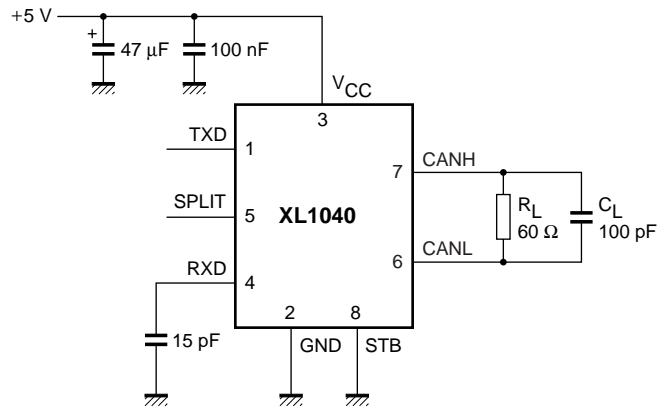 +5 V
+
47 μF
100 nF
VCC
3
TXD
1
7
CANH
SPLIT
5
XL1040
RL
60 Ω
CL
100 pF
6
CANL
RXD
4
15 pF
2
8
GND
STB